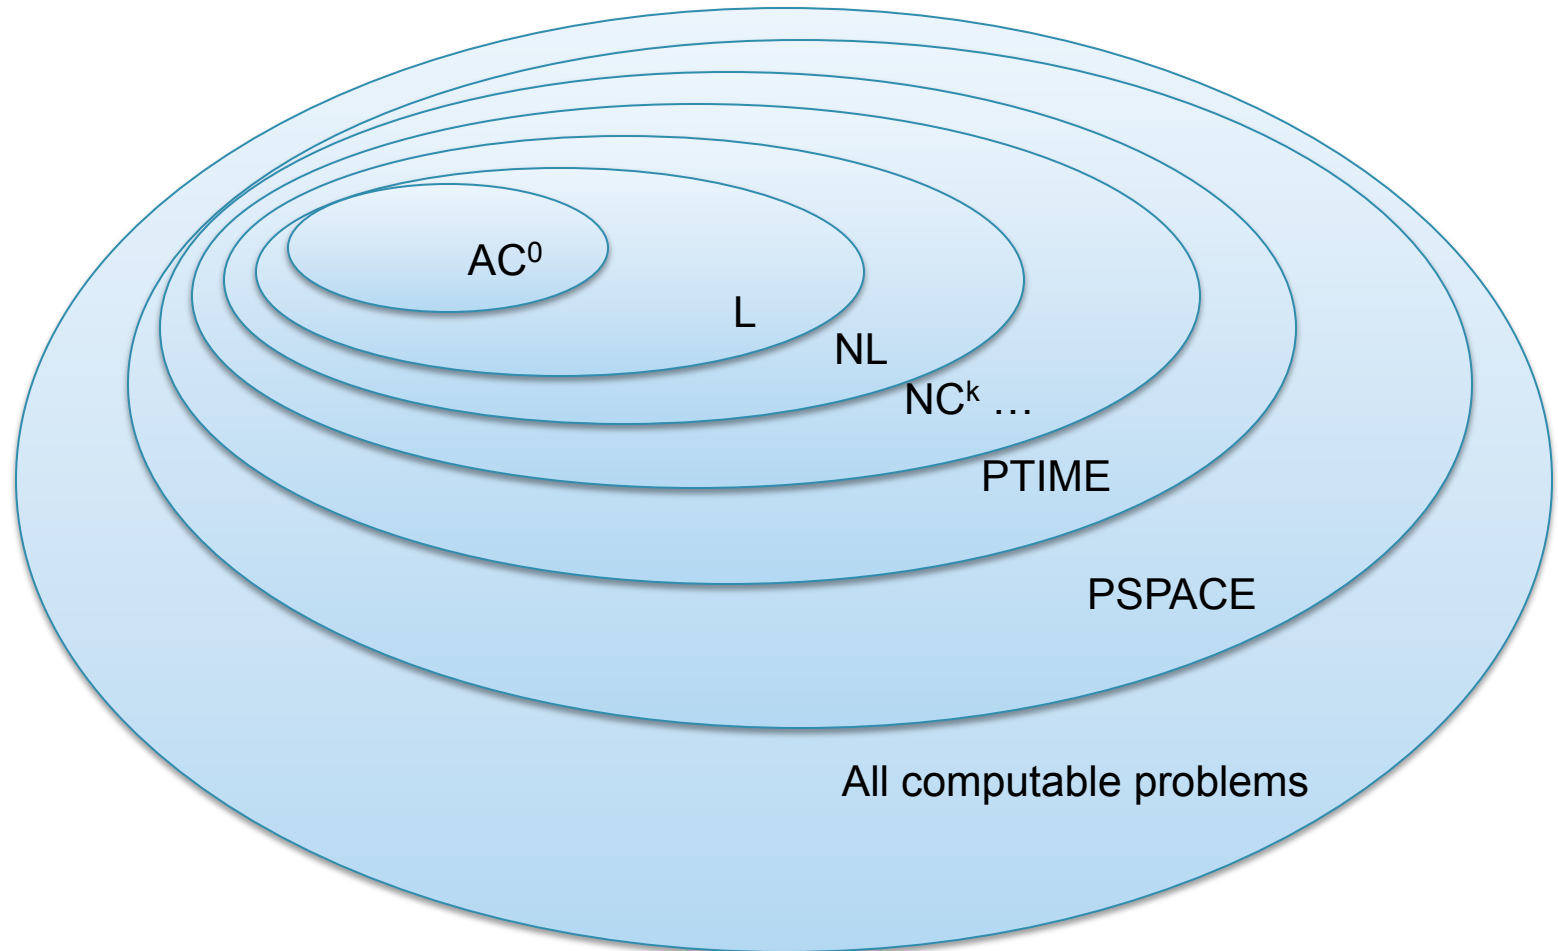 AC⁰
L
NL
NCᵏ …
PTIME
PSPACE
All computable problems